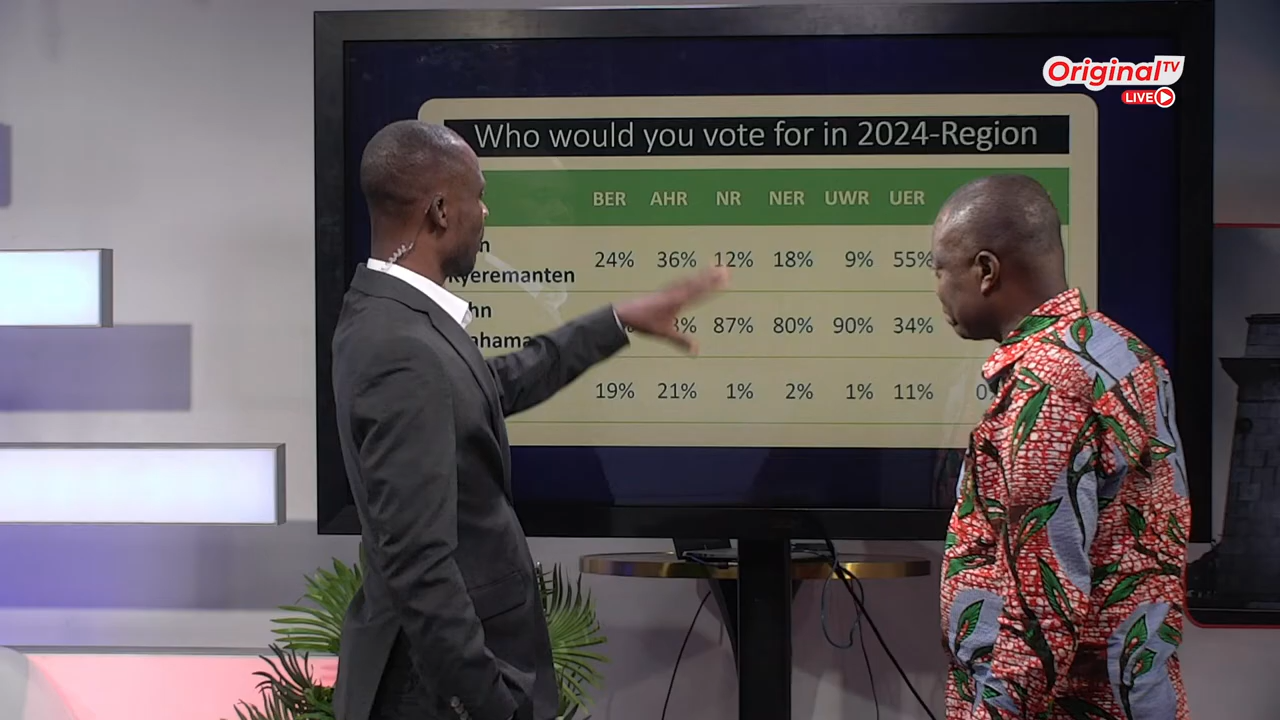 OriginalTV
LIVE
Who would you vote for in 2024-Region
BER AHR NR NER UWR UER
Kyeremanten 24% 36% 12% 18% 9% 55%
87% 80% 90% 34%
19% 21% 1% 2% 1% 11%